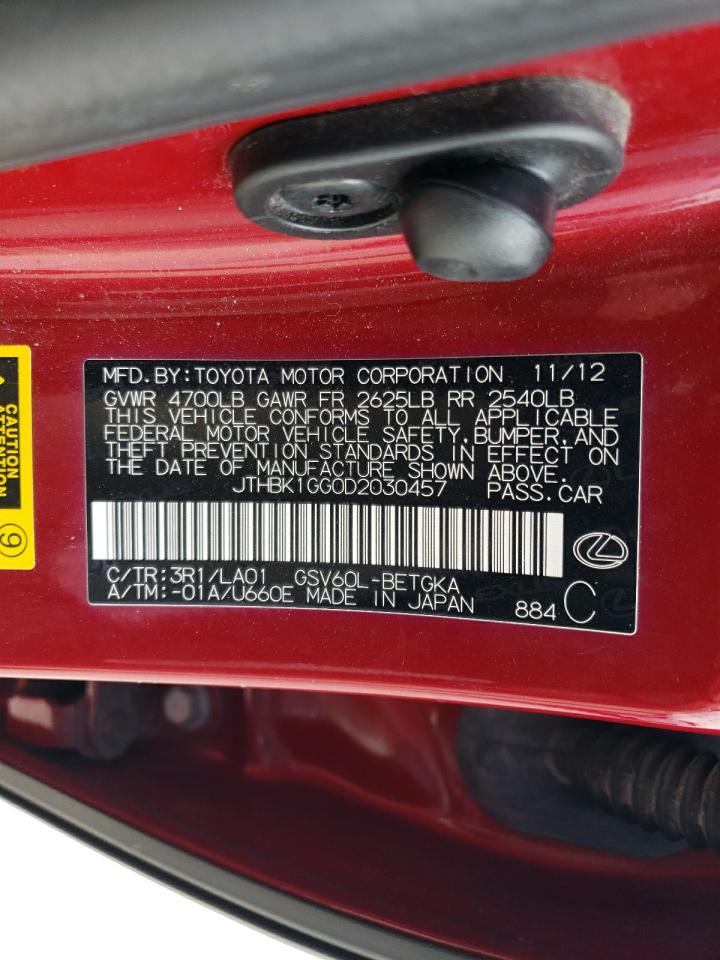 MFD.BY:TOYOTA MOTOR CORPORATION 11/12
GVWR 4700LB GAWR FR 2625LB RR 2540LB
THIS VEHICLE CONFORMS TO ALL APPLICABLE
FEDERAL MOTOR VEHICLE SAFETY,BUMPER,AND
THEFT PREVENTION STANDARDS IN EFFECT ON
THE DATE OF MANUFACTURE SHOWN ABOVE.
JTHBK1GG0D2030457 PASS.CAR
C/TR:3R1/LA01 GSV60L-BETGKA
A/TM:-01A/U660E MADE IN JAPAN 884 C
CAUTION
ATTENTION
9